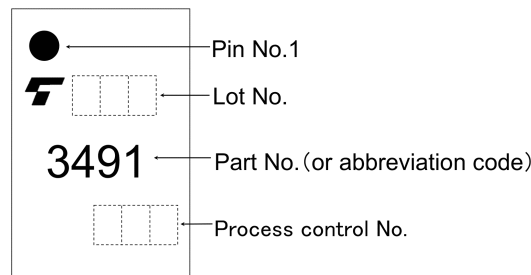 Pin No.1
Lot No.
3491
Part No.(or abbreviation code)
Process control No.